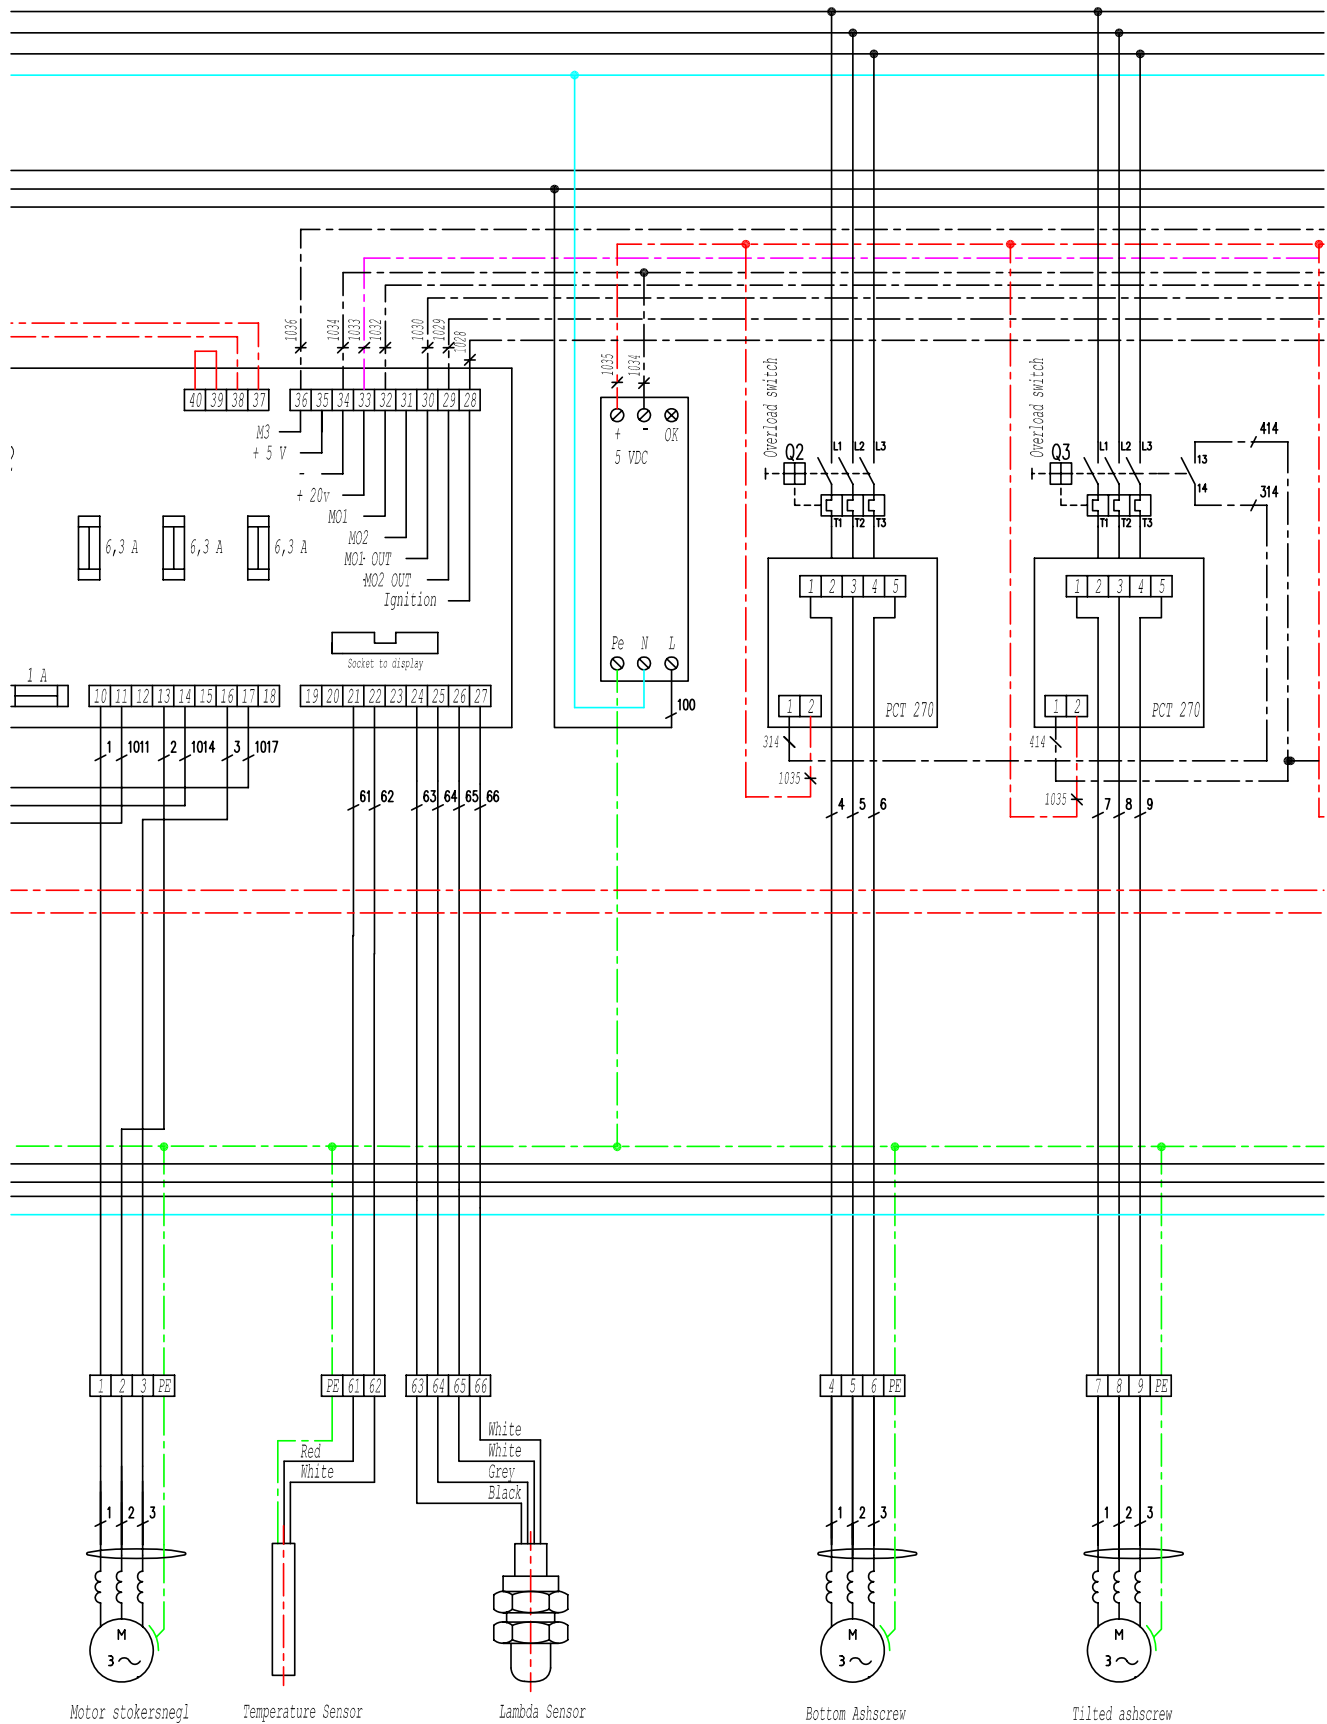 1036
1034
1033
1032
1030
1029
1028
1035
1034
40 39 38 37
36 35 34 33 32 31 30 29 28
M3
+ 5 V
-
+ 20v
MO1
MO2
MO1 OUT
MO2 OUT
Ignition
6,3 A
6,3 A
6,3 A
Socket to display
1 A
10 11 12 13 14 15 16 17 18
19 20 21 22 23 24 25 26 27
1 1011 2 1014 3 1017
61 62 63 64 65 66
+ - OK
5 VDC
Pe N L
100
Overload switch
Q2
L1 L2 L3
T1 T2 T3
1 2 3 4 5
1 2
PCT 270
314
1035
4 5 6
Overload switch
Q3
L1 L2 L3
13
14
T1 T2 T3
414
314
1 2 3 4 5
1 2
PCT 270
414
1035
7 8 9
1 2 3 PE
PE 61 62
63 64 65 66
4 5 6 PE
7 8 9 PE
Red
White
White
White
Grey
Black
1 2 3
1 2 3
1 2 3
M
3
M
3
M
3
Motor stokersnegl
Temperature Sensor
Lambda Sensor
Bottom Ashscrew
Tilted ashscrew